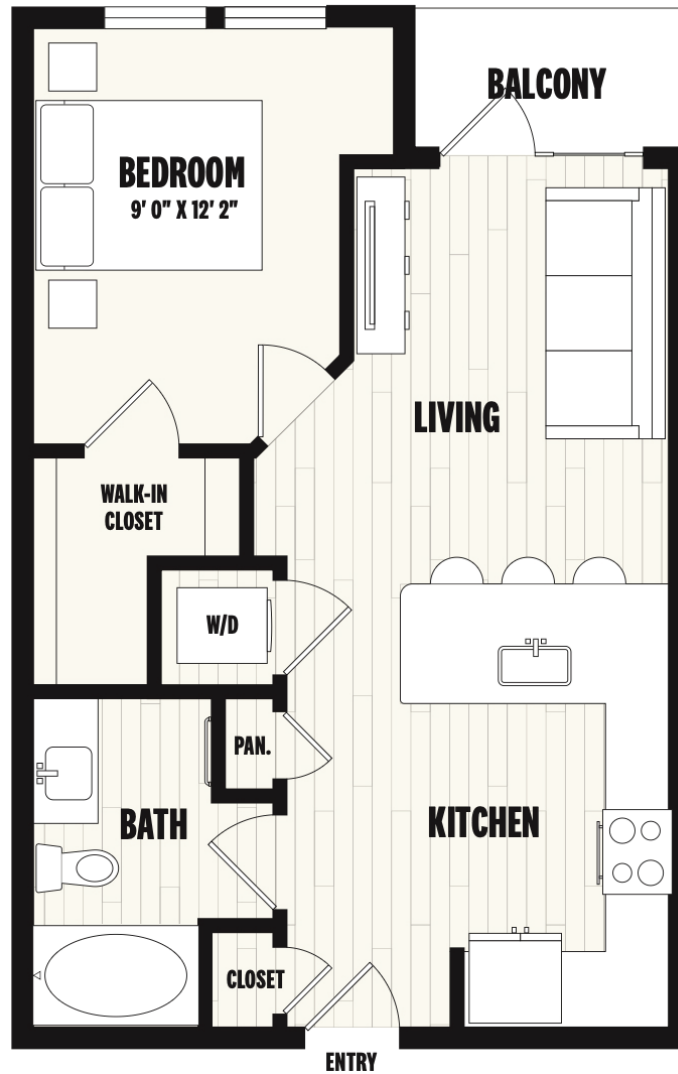 BALCONY
BEDROOM
9' 0" X 12' 2"
LIVING
WALK-IN
CLOSET
W/D
PAN.
BATH
KITCHEN
CLOSET
ENTRY